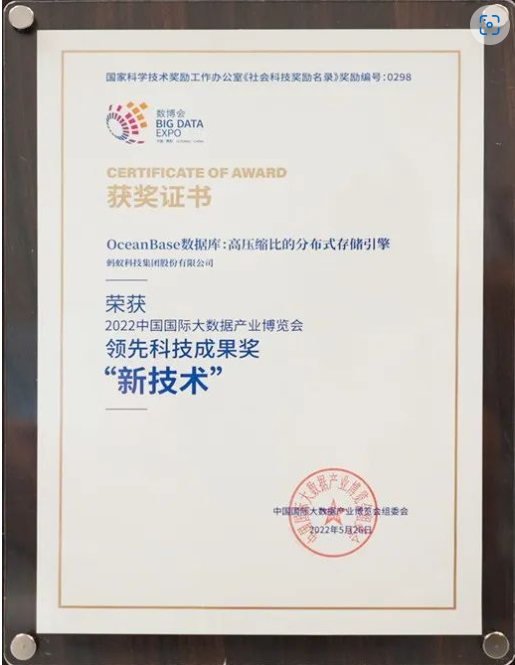 国家科学技术奖励工作办公室《社会科技奖励名录》奖励编号:0298
数博会
BIG DATA
EXPO
CERTIFICATE OF AWARD
获奖证书
OceanBase数据库:高压缩比的分布式存储引擎
蚂蚁科技集团股份有限公司
荣获
2022中国国际大数据产业博览会
领先科技成果奖
“新技术”
中国国际大数据产业博览会组委会
2022年5月26日